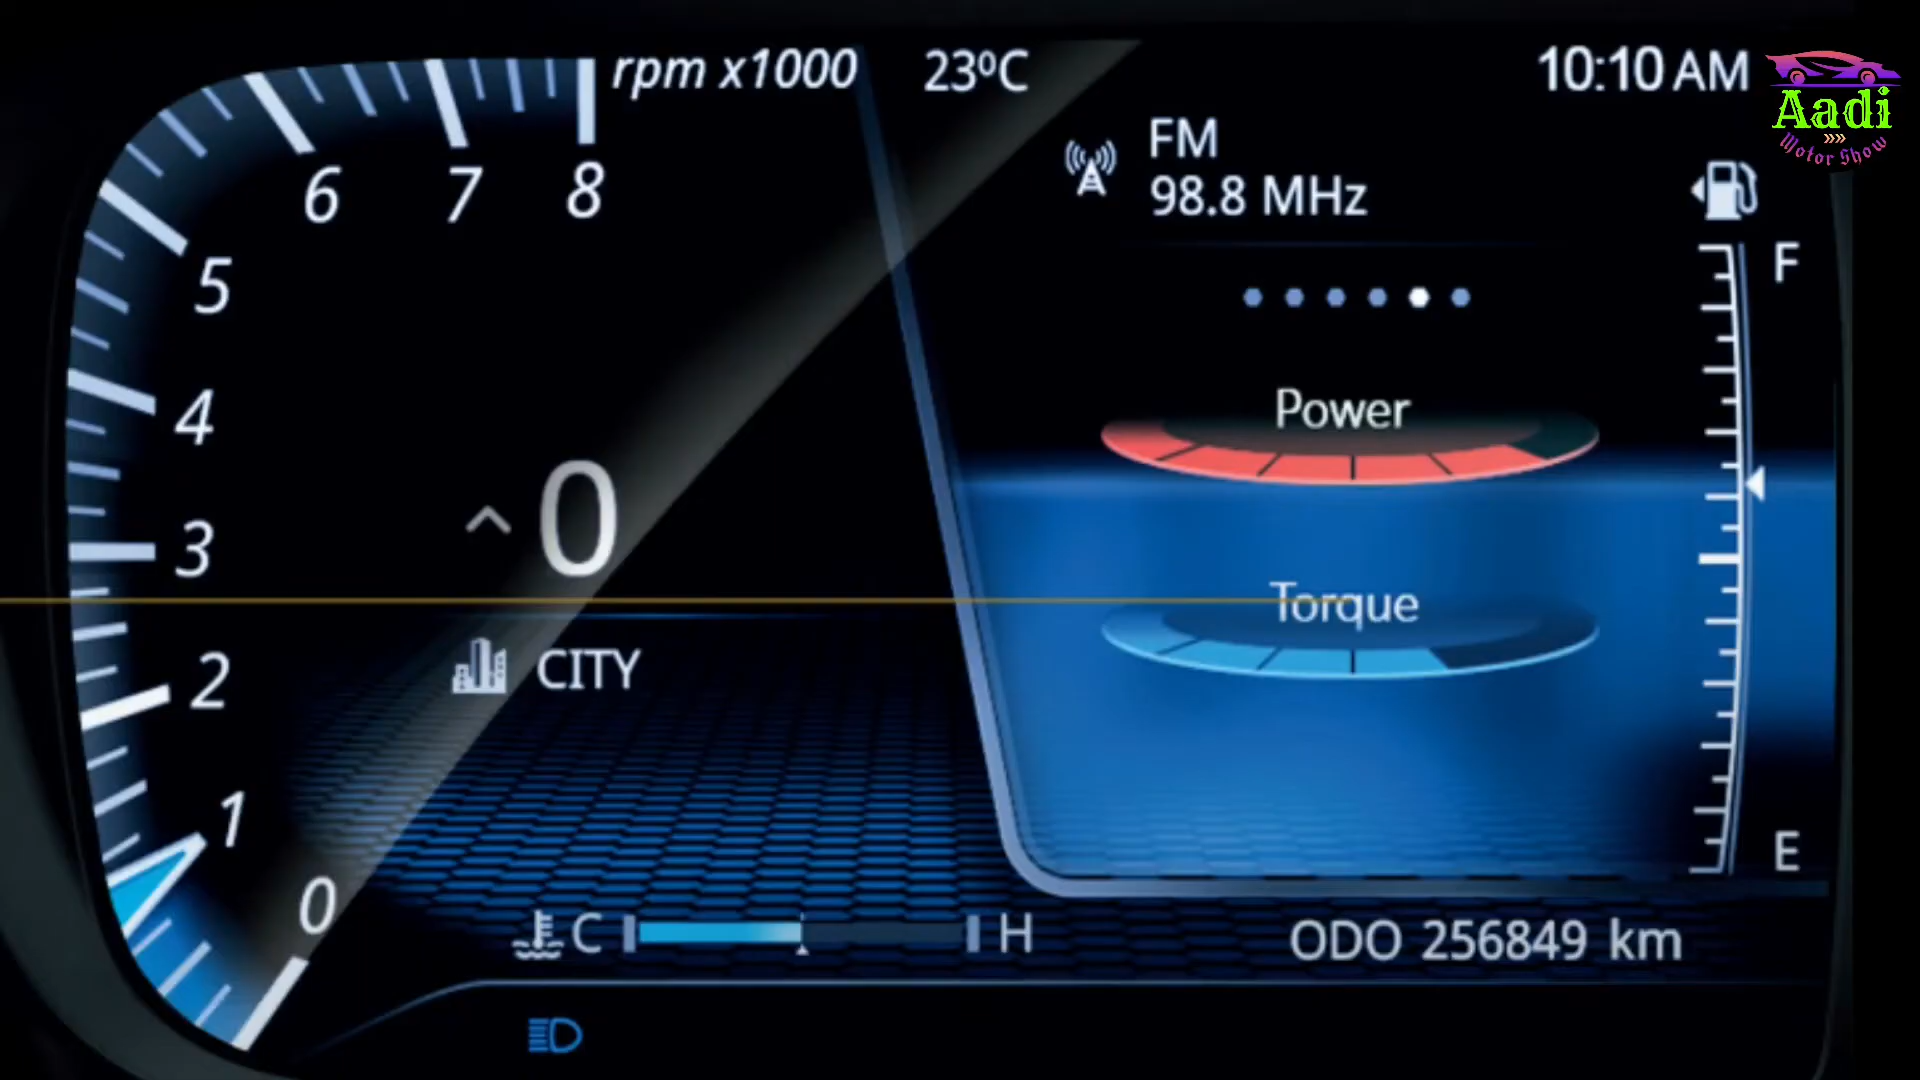 rpm x1000
23ºC
10:10 AM
Aadi
Motor Show
FM
98.8 MHz
6 7 8
5
4
3
2
1
0
F
Power
0
Torque
CITY
E
C H
ODO 256849 km